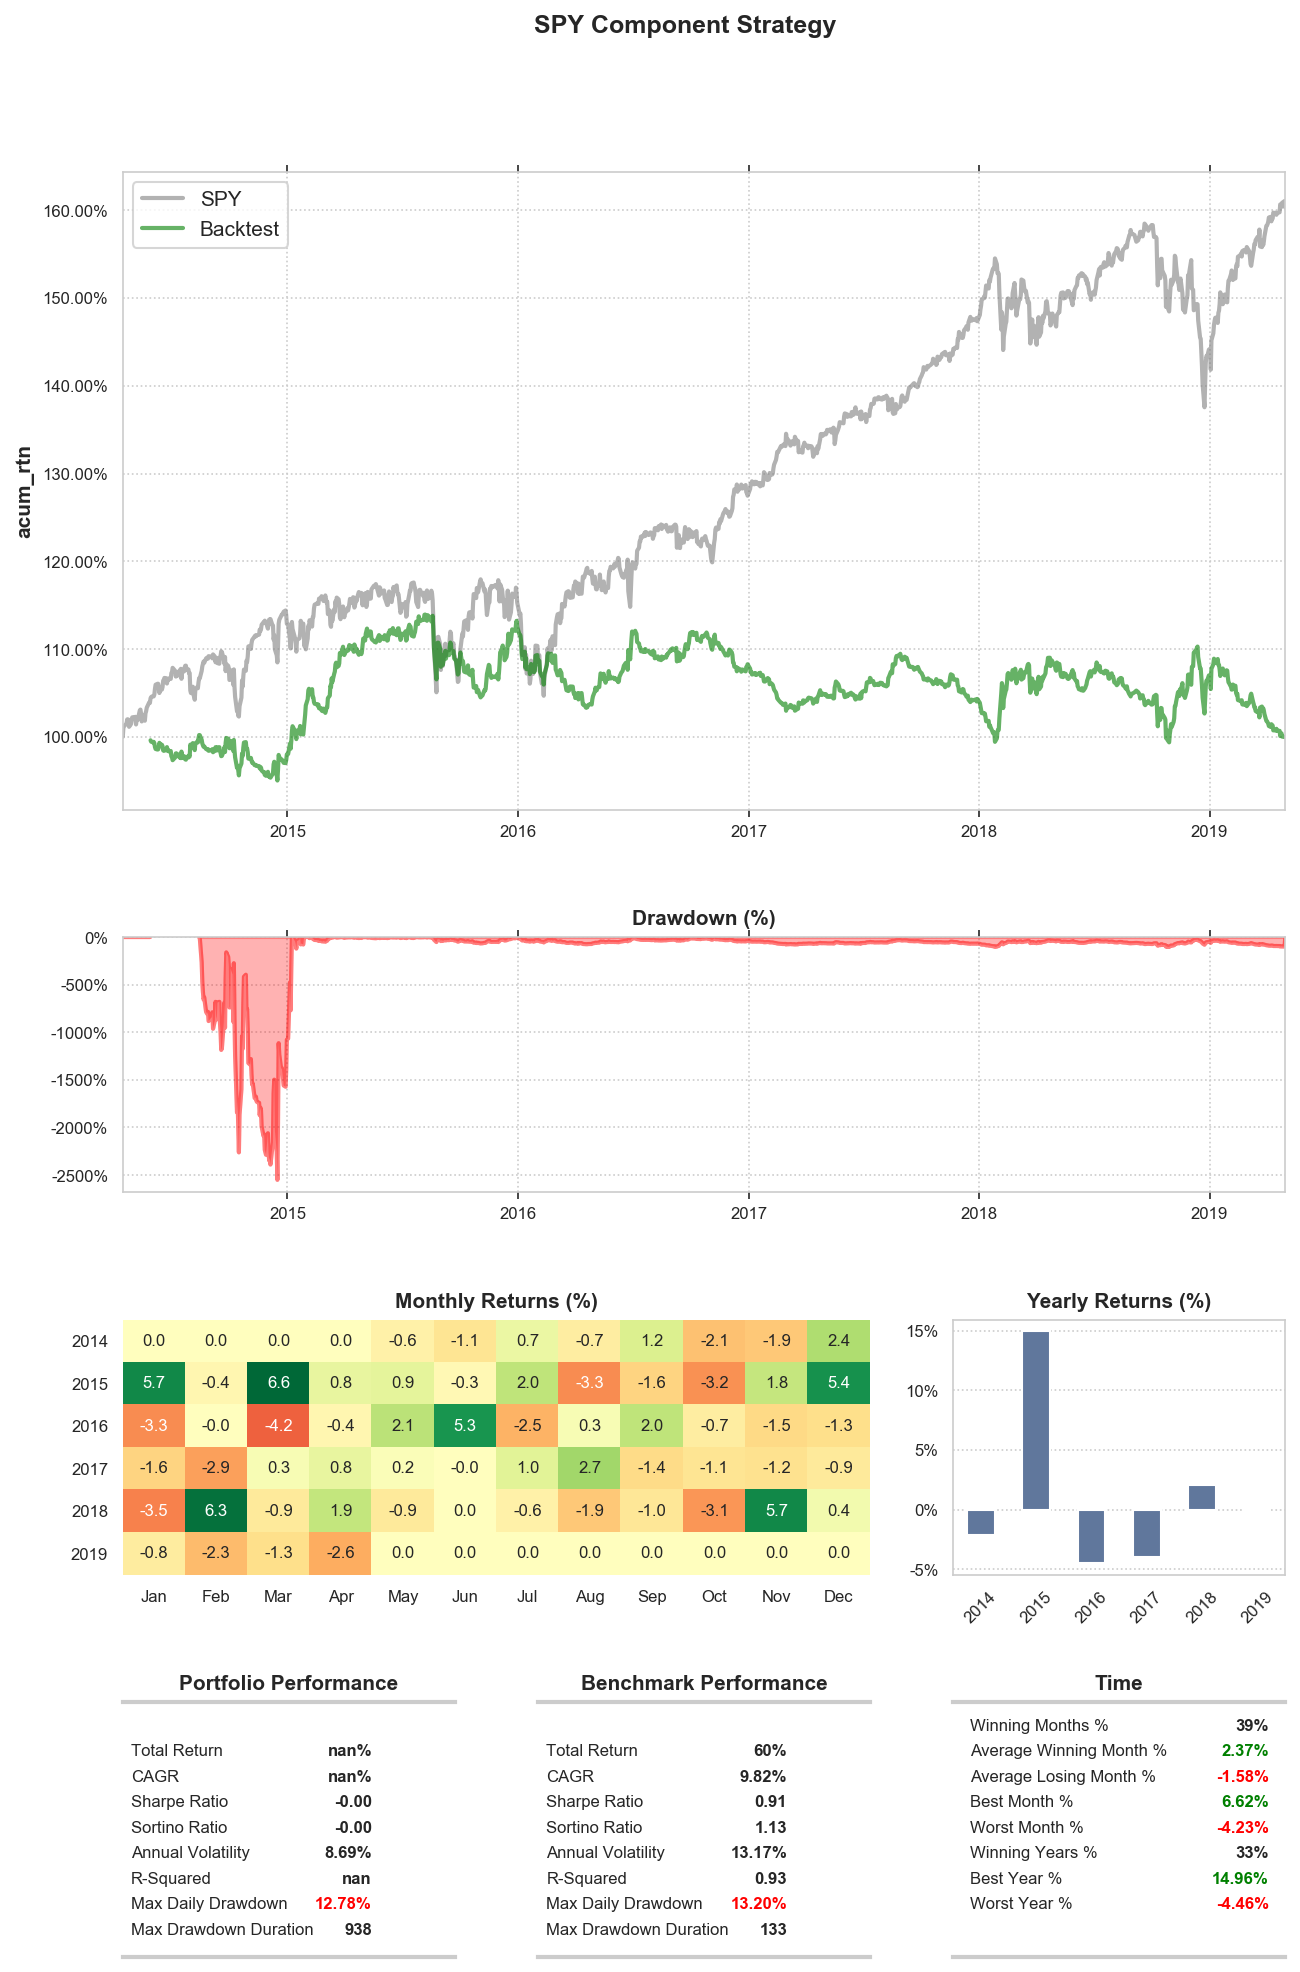 SPY Component Strategy
SPY
Backtest
acum_rtn
160.00%
150.00%
140.00%
130.00%
120.00%
110.00%
100.00%
2015 2016 2017 2018 2019
Drawdown (%)
0%
-500%
-1000%
-1500%
-2000%
-2500%
2015 2016 2017 2018 2019
Monthly Returns (%)
2014 0.0 0.0 0.0 0.0 -0.6 -1.1 0.7 -0.7 1.2 -2.1 -1.9 2.4
2015 5.7 -0.4 6.6 0.8 0.9 -0.3 2.0 -3.3 -1.6 -3.2 1.8 5.4
2016 -3.3 -0.0 -4.2 -0.4 2.1 5.3 -2.5 0.3 2.0 -0.7 -1.5 -1.3
2017 -1.6 -2.9 0.3 0.8 0.2 -0.0 1.0 2.7 -1.4 -1.1 -1.2 -0.9
2018 -3.5 6.3 -0.9 1.9 -0.9 0.0 -0.6 -1.9 -1.0 -3.1 5.7 0.4
2019 -0.8 -2.3 -1.3 -2.6 0.0 0.0 0.0 0.0 0.0 0.0 0.0 0.0
Jan Feb Mar Apr May Jun Jul Aug Sep Oct Nov Dec
Yearly Returns (%)
15%
10%
5%
0%
-5%
2014 2015 2016 2017 2018 2019
Portfolio Performance
Total Return nan%
CAGR nan%
Sharpe Ratio -0.00
Sortino Ratio -0.00
Annual Volatility 8.69%
R-Squared nan
Max Daily Drawdown 12.78%
Max Drawdown Duration 938
Benchmark Performance
Total Return 60%
CAGR 9.82%
Sharpe Ratio 0.91
Sortino Ratio 1.13
Annual Volatility 13.17%
R-Squared 0.93
Max Daily Drawdown 13.20%
Max Drawdown Duration 133
Time
Winning Months % 39%
Average Winning Month % 2.37%
Average Losing Month % -1.58%
Best Month % 6.62%
Worst Month % -4.23%
Winning Years % 33%
Best Year % 14.96%
Worst Year % -4.46%